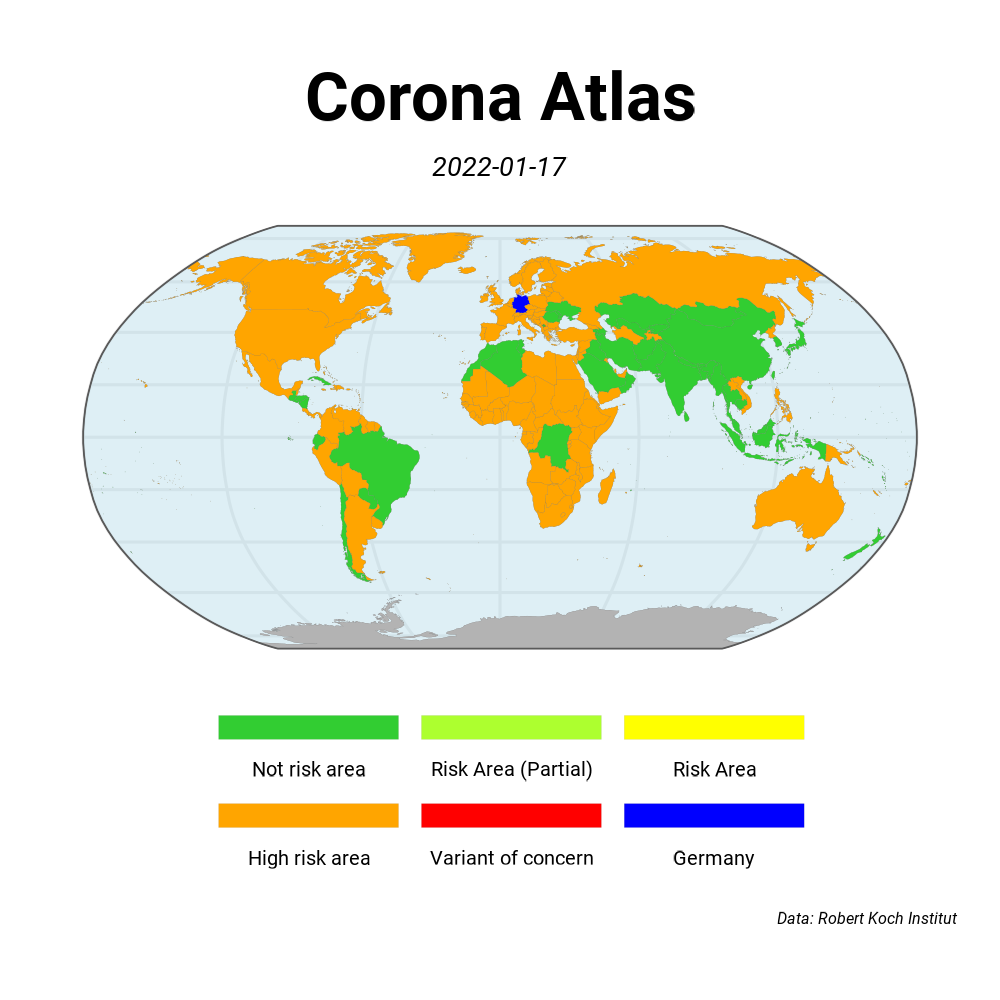 Corona Atlas
2022-01-17
Not risk area
Risk Area (Partial)
Risk Area
High risk area
Variant of concern
Germany
Data: Robert Koch Institut